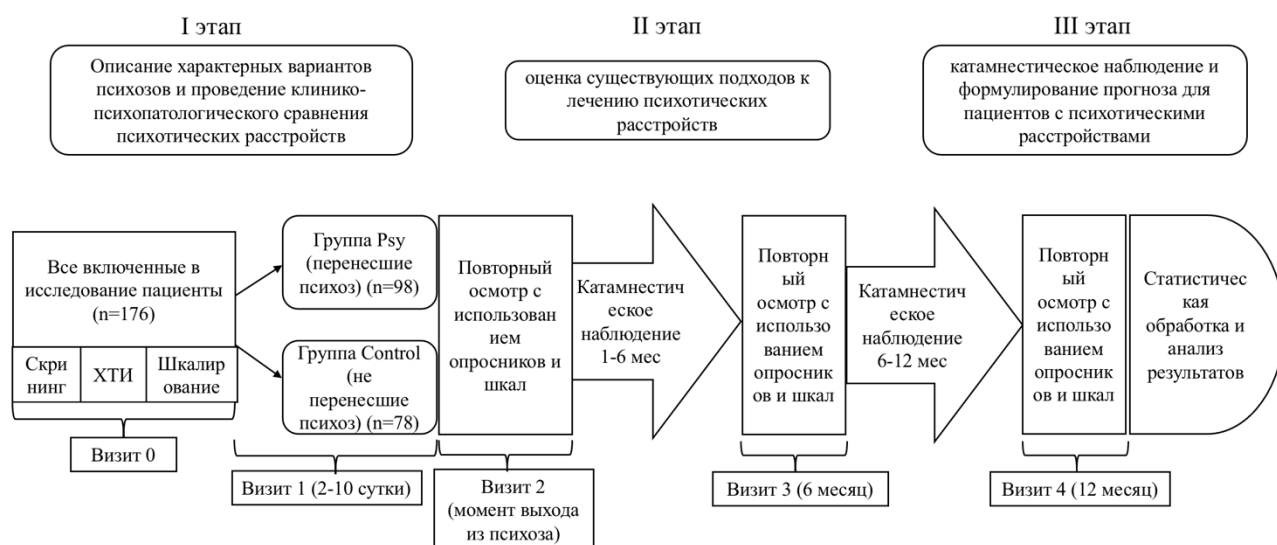 I этап
Описание характерных вариантов
психозов и проведение клинико-
психопатологического сравнения
психотических расстройств
II этап
оценка существующих подходов к
лечению психотических
расстройств
III этап
катамнестическое наблюдение и
формулирование прогноза для
пациентов с психотическими
расстройствами
Все включенные в
исследование пациенты
(n=176)
Скри
нинг
ХТИ
Шкалир
ование
Визит 0
Группа Psy
(перенесшие
психоз) (n=98)
Группа Control
(не
перенесшие
психоз) (n=78)
Визит 1 (2-10 сутки)
Повторный
осмотр с
использован
ием
опросников и
шкал
Визит 2
(момент выхода
из психоза)
Катамнестич
еское
наблюдение
1-6 мес
Повторн
ый
осмотр с
использо
ванием
опросник
ов и шкал
Визит 3 (6 месяц)
Катамнестич
еское
наблюдение
6-12 мес
Повторн
ый
осмотр с
использо
ванием
опросник
ов и шкал
Визит 4 (12 месяц)
Статистичес
кая
обработка и
анализ
результатов